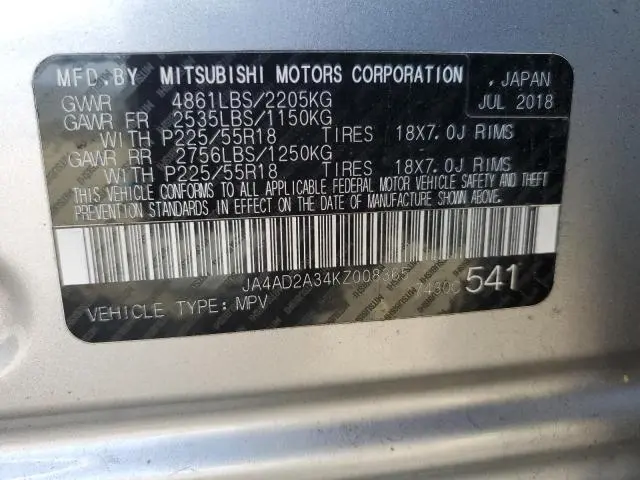 MFD.BY MITSUBISHI MOTORS CORPORATION , JAPAN
GVWR 4861LBS/2205KG JUL 2018
GAWR FR 2535LBS/1150KG
WITH P225/55R18 TIRES 18X7.0J RIMS
GAWR RR 2756LBS/1250KG
WITH P225/55R18 TIRES 18X7.0J RIMS
THIS VEHICLE CONFORMS TO ALL APPLICABLE FEDERAL MOTOR VEHICLE SAFETY AND THEFT
PREVENTION STANDARDS IN EFFECT ON THE DATE OF MANUFACTURE SHOWN ABOVE.
JA4AD2A34KZ008365
7430C 541
VEHICLE TYPE: MPV